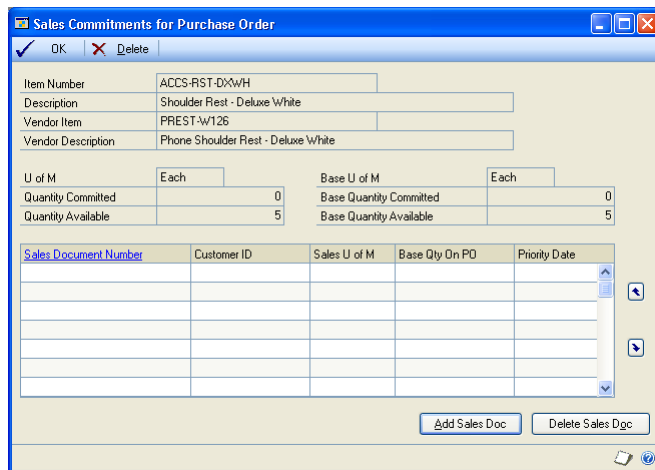 Sales Commitments for Purchase Order
OK Delete
Item Number ACCS-RST-DXWH
Description Shoulder Rest - Deluxe White
Vendor Item PREST-W126
Vendor Description Phone Shoulder Rest - Deluxe White
U of M Each Base U of M Each
Quantity Committed 0 Base Quantity Committed 0
Quantity Available 5 Base Quantity Available 5
Sales Document Number Customer ID Sales U of M Base Qty On PO Priority Date
Add Sales Doc Delete Sales Doc